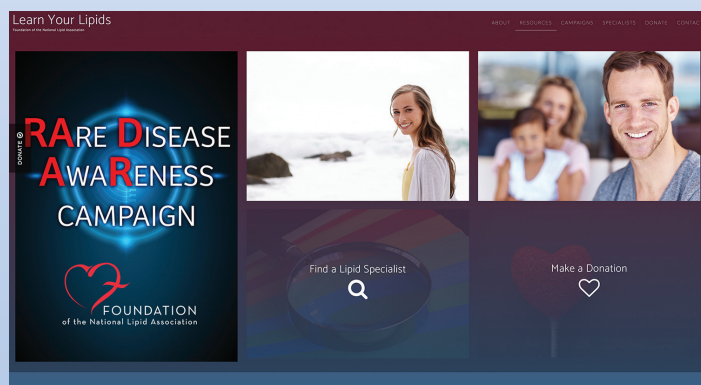 Learn Your Lipids
Foundation of the National Lipid Association
ABOUT RESOURCES CAMPAIGNS SPECIALISTS DONATE CONTAC
DONATE
RARE DISEASE
AWARENESS
CAMPAIGN
FOUNDATION
of the National Lipid Association
Find a Lipid Specialist
Make a Donation